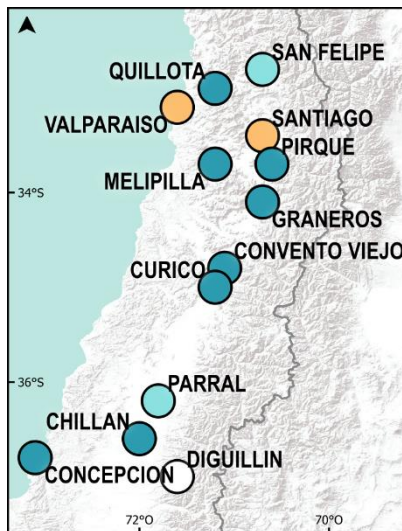 SAN FELIPE
QUILLOTA
VALPARAISO
SANTIAGO
PIRQUE
MELIPILLA
34°S
GRANEROS
CONVENTO VIEJO
CURICO
36°S
PARRAL
CHILLAN
DIGUILLIN
CONCEPCION
72°O
70°O